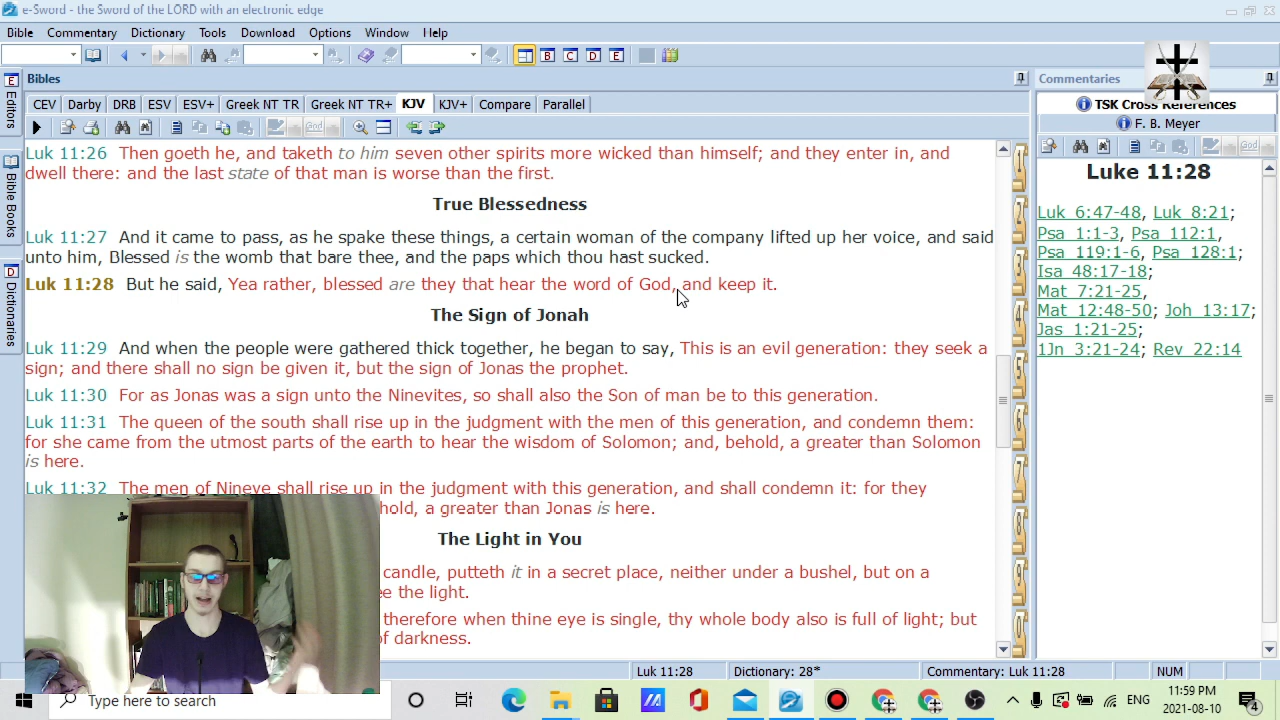 e-Sword - the Sword of the LORD with an electronic edge
Bible Commentary Dictionary Tools Download Options Window Help
B C D E
Bibles
Commentaries
E Editors
Bible Books
D Dictionaries
CEV Darby DRB ESV ESV+ Greek NT TR Greek NT TR+ KJV KJV+ Compare Parallel
TSK Cross References
F. B. Meyer
Luk 11:26 Then goeth he, and taketh to him seven other spirits more wicked than himself; and they enter in, and
dwell there: and the last state of that man is worse than the first.
True Blessedness
Luk 11:27 And it came to pass, as he spake these things, a certain woman of the company lifted up her voice, and said
unto him, Blessed is the womb that bare thee, and the paps which thou hast sucked.
Luk 11:28 But he said, Yea rather, blessed are they that hear the word of God, and keep it.
The Sign of Jonah
Luk 11:29 And when the people were gathered thick together, he began to say, This is an evil generation: they seek a
sign; and there shall no sign be given it, but the sign of Jonas the prophet.
Luk 11:30 For as Jonas was a sign unto the Ninevites, so shall also the Son of man be to this generation.
Luk 11:31 The queen of the south shall rise up in the judgment with the men of this generation, and condemn them:
for she came from the utmost parts of the earth to hear the wisdom of Solomon; and, behold, a greater than Solomon
is here.
Luk 11:32 The men of Nineve shall rise up in the judgment with this generation, and shall condemn it: for they
hold, a greater than Jonas is here.
The Light in You
candle, putteth it in a secret place, neither under a bushel, but on a
e the light.
therefore when thine eye is single, thy whole body also is full of light; but
of darkness.
1
2
3
4
5
6
7
8
9
Luke 11:28
Luk 6:47-48, Luk 8:21;
Psa 1:1-3, Psa 112:1,
Psa 119:1-6, Psa 128:1;
Isa 48:17-18;
Mat 7:21-25,
Mat 12:48-50; Joh 13:17;
Jas 1:21-25;
1Jn 3:21-24; Rev 22:14
Luk 11:28 Dictionary: 28* Commentary: Luk 11:28 NUM
Type here to search
ENG
11:59 PM
2021-08-10
4